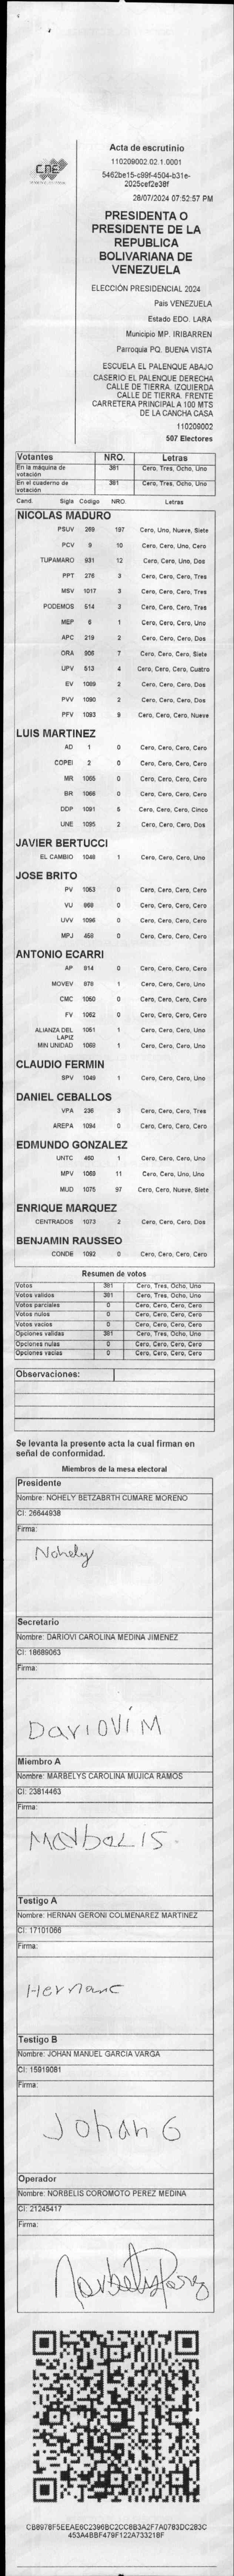 CNE
Acta de escrutinio
110209002.02.1.0001
5462be15-c99f-4504-b31e-
2025cef2e38f
28/07/2024 07:52:57 PM
PRESIDENTA O
PRESIDENTE DE LA
REPUBLICA
BOLIVARIANA DE
VENEZUELA
ELECCIÓN PRESIDENCIAL 2024
País VENEZUELA
Estado EDO. LARA
Municipio MP. IRIBARREN
Parroquia PQ. BUENA VISTA
ESCUELA EL PALENQUE ABAJO
CASERIO EL PALENQUE DERECHA
CALLE DE TIERRA. IZQUIERDA
CALLE DE TIERRA. FRENTE
CARRETERA PRINCIPAL A 100 MTS
DE LA CANCHA CASA
110209002
507 Electores
Votantes NRO. Letras
En la máquina de votación 381 Cero, Tres, Ocho, Uno
En el cuaderno de votación 381 Cero, Tres, Ocho, Uno
Cand. Sigla Código NRO. Letras
NICOLAS MADURO
PSUV 269 197 Cero, Uno, Nueve, Siete
PCV 9 10 Cero, Cero, Uno, Cero
TUPAMARO 931 12 Cero, Cero, Uno, Dos
PPT 276 3 Cero, Cero, Cero, Tres
MSV 1017 3 Cero, Cero, Cero, Tres
PODEMOS 514 3 Cero, Cero, Cero, Tres
MEP 6 1 Cero, Cero, Cero, Uno
APC 219 2 Cero, Cero, Cero, Dos
ORA 906 7 Cero, Cero, Cero, Siete
UPV 513 4 Cero, Cero, Cero, Cuatro
EV 1099 2 Cero, Cero, Cero, Dos
PVV 1090 2 Cero, Cero, Cero, Dos
PFV 1093 9 Cero, Cero, Cero, Nueve
LUIS MARTINEZ
AD 1 0 Cero, Cero, Cero, Cero
COPEI 2 0 Cero, Cero, Cero, Cero
MR 1055 0 Cero, Cero, Cero, Cero
BR 1066 0 Cero, Cero, Cero, Cero
DDP 1091 5 Cero, Cero, Cero, Cinco
UNE 1095 2 Cero, Cero, Cero, Dos
JAVIER BERTUCCI
EL CAMBIO 1048 1 Cero, Cero, Cero, Uno
JOSE BRITO
PV 1053 0 Cero, Cero, Cero, Cero
VU 868 0 Cero, Cero, Cero, Cero
UVV 1096 0 Cero, Cero, Cero, Cero
MPJ 458 0 Cero, Cero, Cero, Cero
ANTONIO ECARRI
AP 814 0 Cero, Cero, Cero, Cero
MOVEV 878 1 Cero, Cero, Cero, Uno
CMC 1050 0 Cero, Cero, Cero, Cero
FV 1062 0 Cero, Cero, Cero, Cero
ALIANZA DEL LAPIZ 1051 1 Cero, Cero, Cero, Uno
MIN UNIDAD 1069 1 Cero, Cero, Cero, Uno
CLAUDIO FERMIN
SPV 1049 1 Cero, Cero, Cero, Uno
DANIEL CEBALLOS
VPA 236 3 Cero, Cero, Cero, Tres
AREPA 1094 0 Cero, Cero, Cero, Cero
EDMUNDO GONZALEZ
UNTC 450 1 Cero, Cero, Cero, Uno
MPV 1088 11 Cero, Cero, Uno, Uno
MUD 1075 97 Cero, Cero, Nueve, Siete
ENRIQUE MARQUEZ
CENTRADOS 1073 2 Cero, Cero, Cero, Dos
BENJAMIN RAUSSEO
CONDE 1092 0 Cero, Cero, Cero, Cero
Resumen de votos
Votos 381 Cero, Tres, Ocho, Uno
Votos validos 381 Cero, Tres, Ocho, Uno
Votos parciales 0 Cero, Cero, Cero, Cero
Votos nulos 0 Cero, Cero, Cero, Cero
Votos vacios 0 Cero, Cero, Cero, Cero
Opciones validas 381 Cero, Tres, Ocho, Uno
Opciones nulas 0 Cero, Cero, Cero, Cero
Opciones vacias 0 Cero, Cero, Cero, Cero
Observaciones:
Se levanta la presente acta la cual firman en
señal de conformidad.
Miembros de la mesa electoral
Presidente
Nombre: NOHELY BETZABRTH CUMARE MORENO
CI: 26644938
Firma:
Nohely
Secretario
Nombre: DARIOVI CAROLINA MEDINA JIMENEZ
CI: 18689063
Firma:
DarIOVI M
Miembro A
Nombre: MARBELYS CAROLINA MUJICA RAMOS
CI: 23814463
Firma:
Testigo A
Nombre: HERNAN GERONI COLMENAREZ MARTINEZ
CI: 17101066
Firma:
Testigo B
Nombre: JOHAN MANUEL GARCIA VARGA
CI: 15919081
Firma:
Johan G
Operador
Nombre: NORBELIS COROMOTO PEREZ MEDINA
CI: 21245417
Firma:
Norbelis Perez
CB8978F5EEAE6C2396BC2CC8B3A2F7A0783DC283C
453A4BBF479F122A733218F